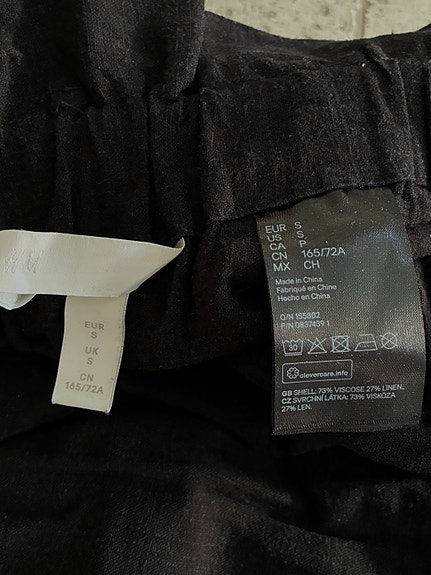 EUR
S
UK
S
CN
165/72A
EUR S
US S
CA P
CN 165/72A
MX CH
Made in China
Fabriqué en Chine
Hecho en China
O/N 155802
P/N 0837439 1
30
clevercare.info
GB SHELL: 73% VISCOSE 27% LINEN.
CZ SVRCHNÍ LÁTKA: 73% VISKÓZA
27% LEN.